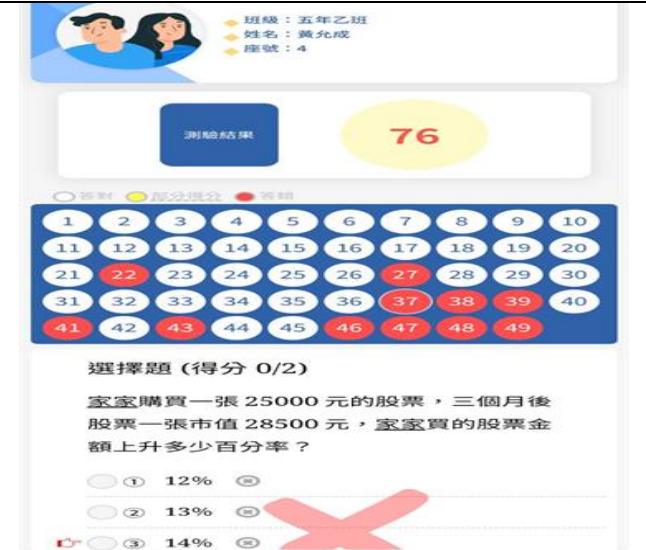 班級：五年乙班
姓名：黃允成
座號：4
測驗結果
76
答對 部分得分 答錯
1 2 3 4 5 6 7 8 9 10
11 12 13 14 15 16 17 18 19 20
21 22 23 24 25 26 27 28 29 30
31 32 33 34 35 36 37 38 39 40
41 42 43 44 45 46 47 48 49
選擇題 (得分 0/2)
家家購買一張 25000 元的股票，三個月後
股票一張市值 28500 元，家家買的股票金
額上升多少百分率？
① 12%
② 13%
③ 14%